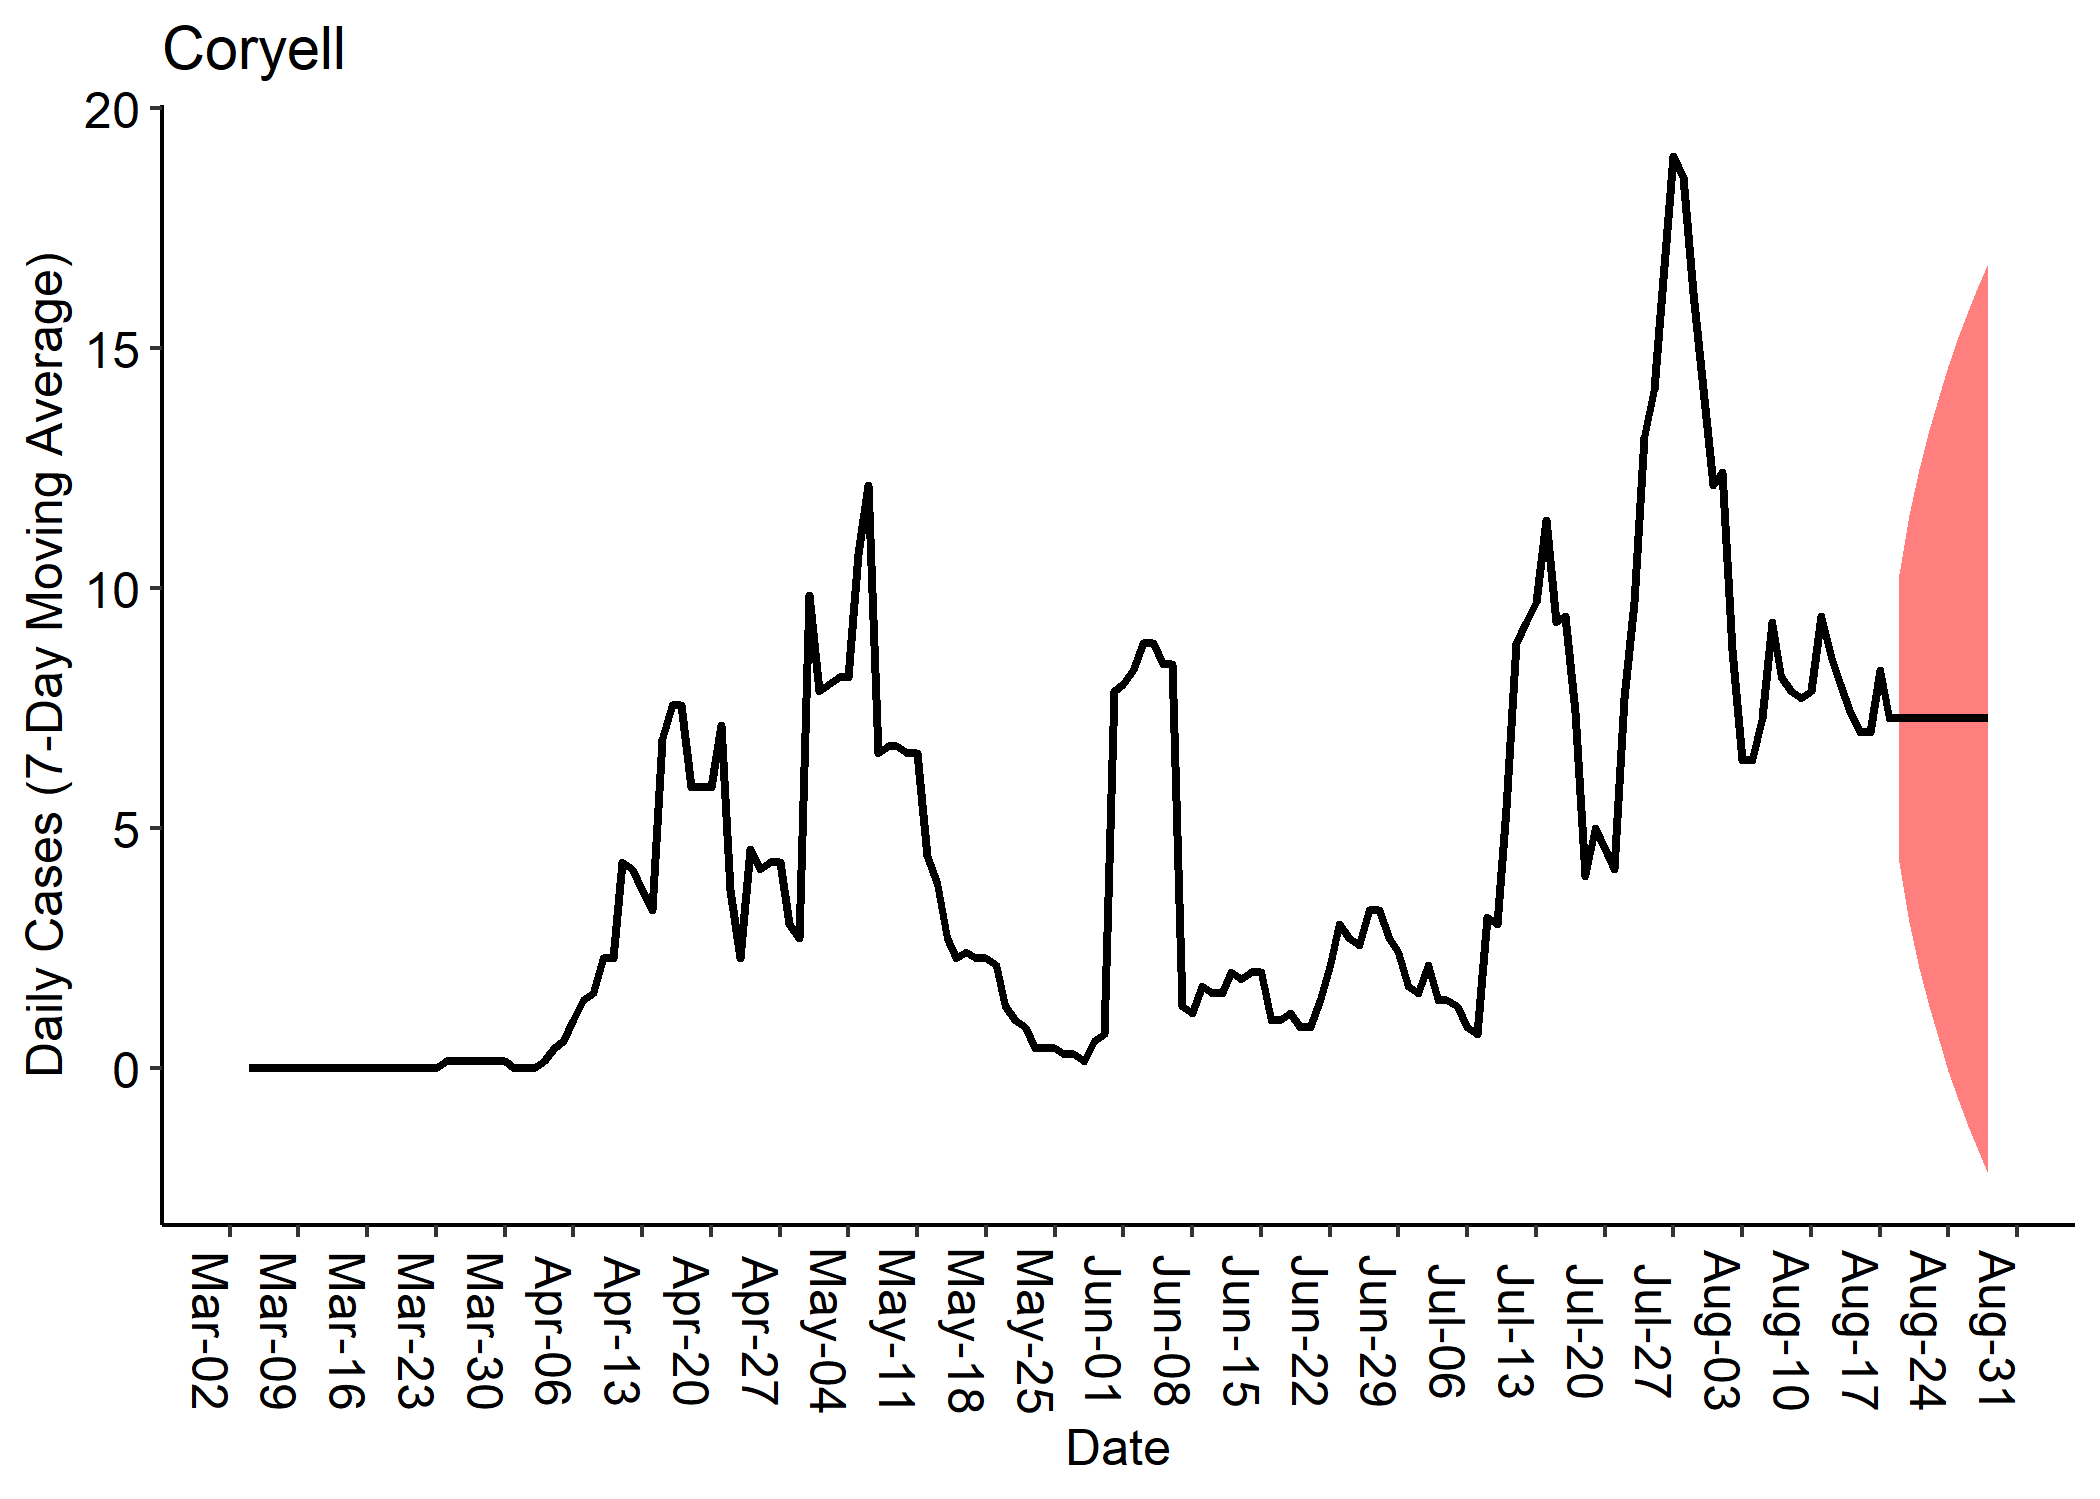 Coryell
Daily Cases (7-Day Moving Average)
20
15
10
5
0
Mar-02
Mar-09
Mar-16
Mar-23
Mar-30
Apr-06
Apr-13
Apr-20
Apr-27
May-04
May-11
May-18
May-25
Jun-01
Jun-08
Jun-15
Jun-22
Jun-29
Jul-06
Jul-13
Jul-20
Jul-27
Aug-03
Aug-10
Aug-17
Aug-24
Aug-31
Date